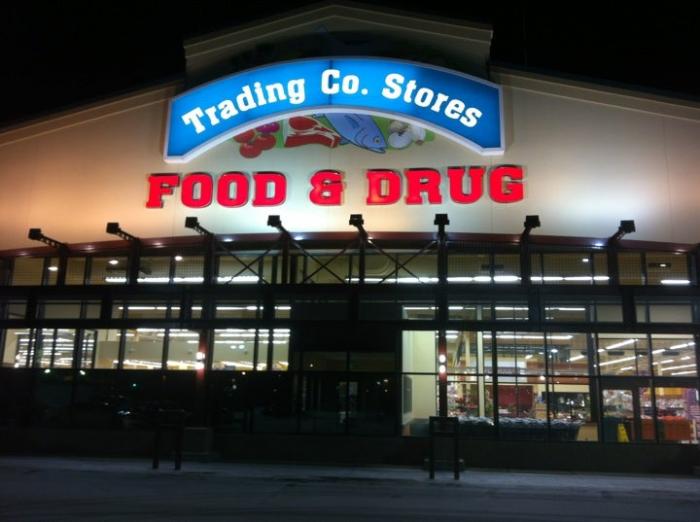 Trading Co. Stores
FOOD & DRUG